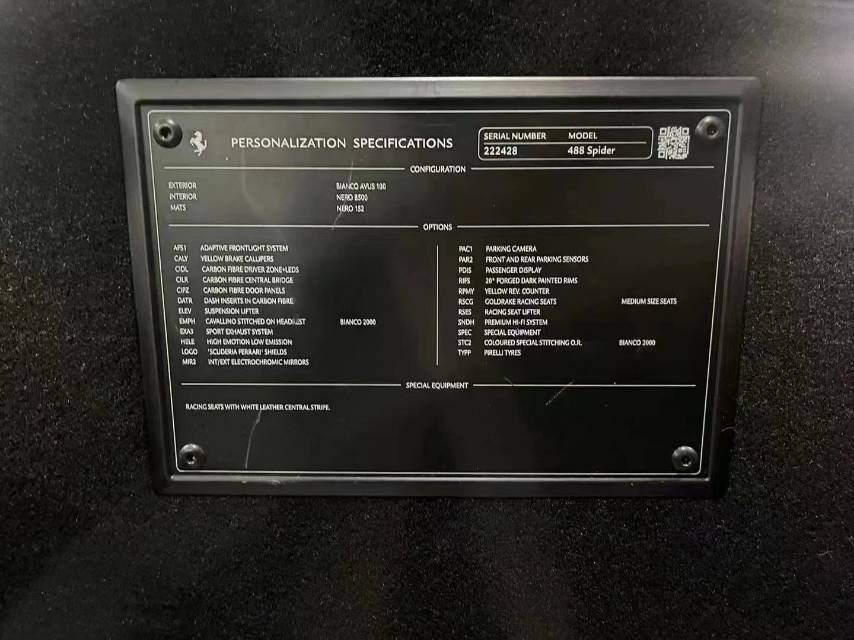 PERSONALIZATION SPECIFICATIONS
SERIAL NUMBER MODEL
222428 488 Spider
CONFIGURATION
EXTERIOR BIANCO AVUS 100
INTERIOR NERO 8500
MATS NERO 152
OPTIONS
AFS1 ADAPTIVE FRONTLIGHT SYSTEM
CALY YELLOW BRAKE CALLIPERS
CIDL CARBON FIBRE DRIVER ZONE+LEDS
CILR CARBON FIBRE CENTRAL BRIDGE
CIPZ CARBON FIBRE DOOR PANELS
DATR DASH INSERTS IN CARBON FIBRE
ELEV SUSPENSION LIFTER
EMPH CAVALLINO STITCHED ON HEADREST BIANCO 2000
EXA3 SPORT EXHAUST SYSTEM
HELE HIGH EMOTION LOW EMISSION
LOGO 'SCUDERIA FERRARI' SHIELDS
MIR2 INT/EXT ELECTROCHROMIC MIRRORS
PAC1 PARKING CAMERA
PAR2 FRONT AND REAR PARKING SENSORS
PDIS PASSENGER DISPLAY
RIFS 20" FORGED DARK PAINTED RIMS
RPMY YELLOW REV. COUNTER
RSCG GOLDRAKE RACING SEATS MEDIUM SIZE SEATS
RSES RACING SEAT LIFTER
SNDH PREMIUM HI-FI SYSTEM
SPEC SPECIAL EQUIPMENT
STC2 COLOURED SPECIAL STITCHING O.R. BIANCO 2000
TYPP PIRELLI TYRES
SPECIAL EQUIPMENT
RACING SEATS WITH WHITE LEATHER CENTRAL STRIPE.